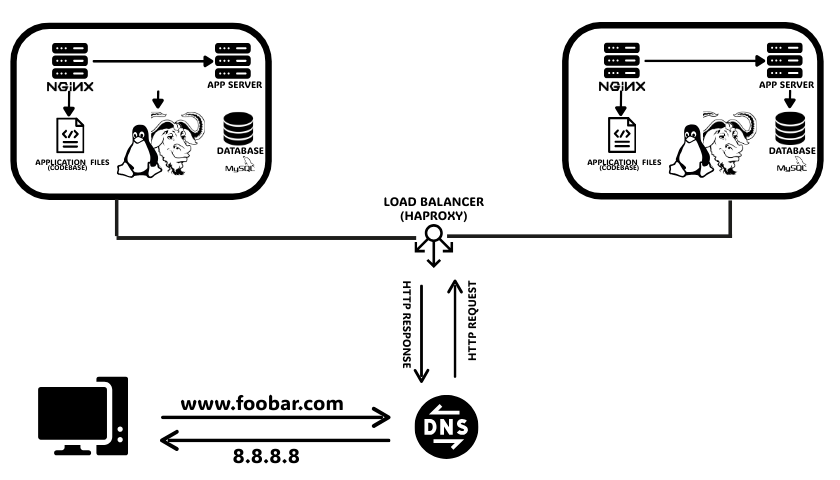 NGiNX
APP SERVER
APPLICATION FILES
(CODEBASE)
DATABASE
MySQL
NGiNX
APP SERVER
APPLICATION FILES
(CODEBASE)
DATABASE
MySQL
LOAD BALANCER
(HAPROXY)
HTTP RESPONSE
HTTP REQUEST
www.foobar.com
DNS
8.8.8.8